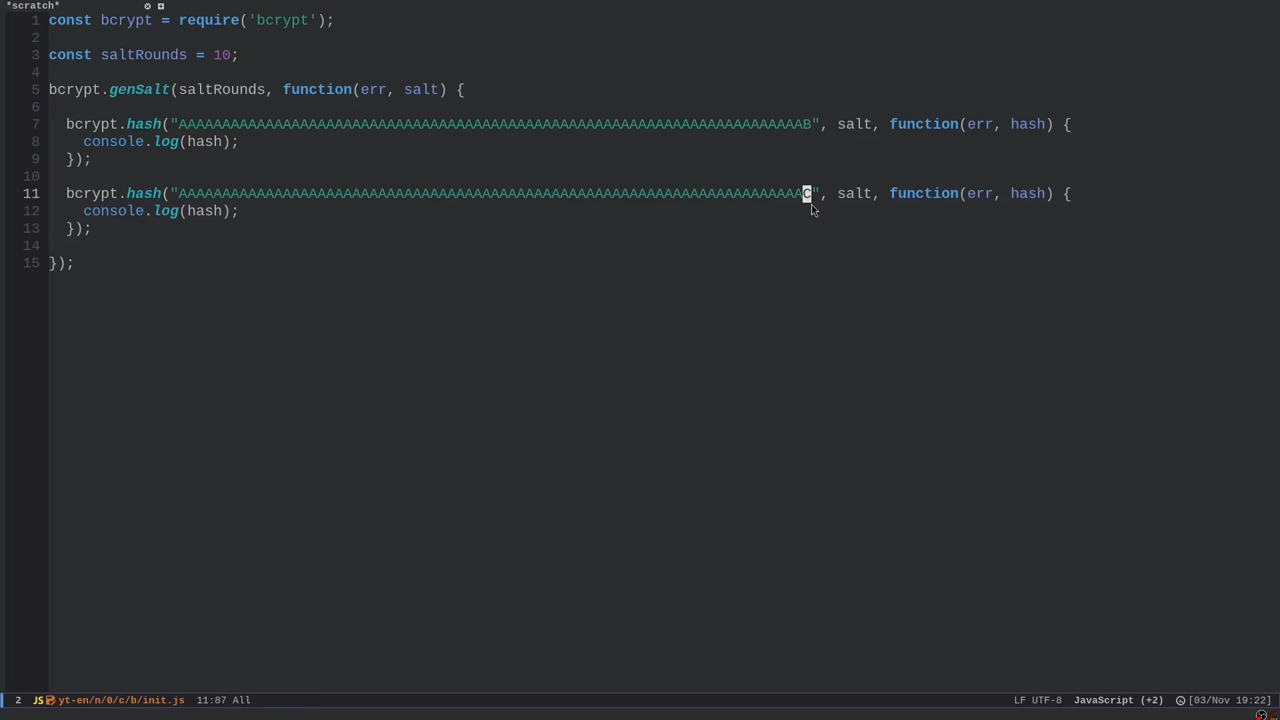 *scratch*
1 const bcrypt = require('bcrypt');
2
3 const saltRounds = 10;
4
5 bcrypt.genSalt(saltRounds, function(err, salt) {
6
7 bcrypt.hash("AAAAAAAAAAAAAAAAAAAAAAAAAAAAAAAAAAAAAAAAAAAAAAAAAAAAAAAAAAAAAAAAAAAAAAAAB", salt, function(err, hash) {
8 console.log(hash);
9 });
10
11 bcrypt.hash("AAAAAAAAAAAAAAAAAAAAAAAAAAAAAAAAAAAAAAAAAAAAAAAAAAAAAAAAAAAAAAAAAAAAAAAAC", salt, function(err, hash) {
12 console.log(hash);
13 });
14
15 });
2 JS yt-en/n/0/c/b/init.js 11:87 All LF UTF-8 JavaScript (+2) [03/Nov 19:22]